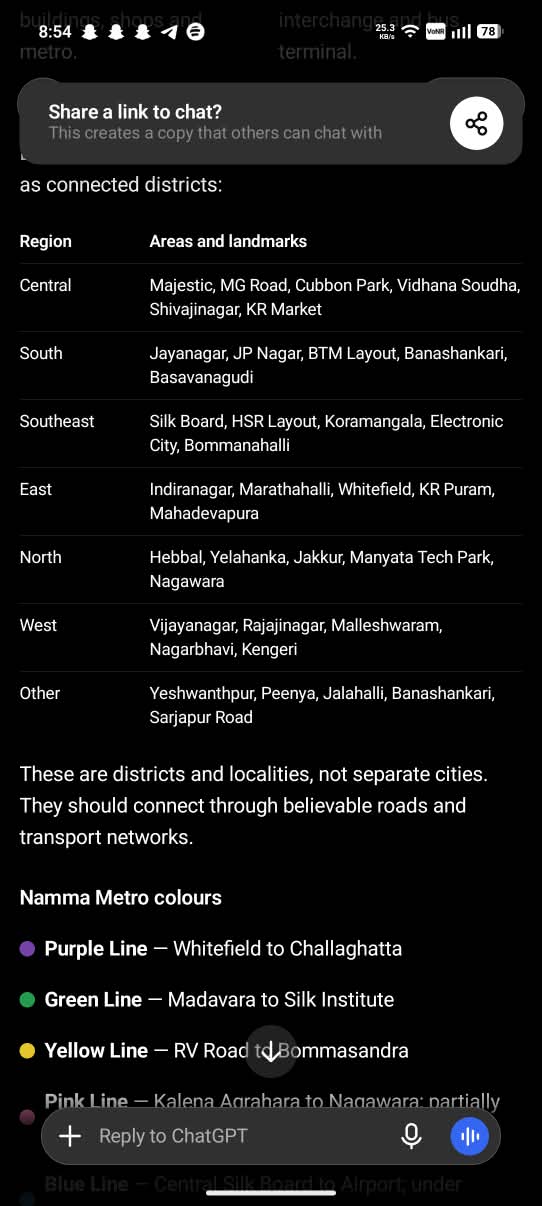 buildings, shops and
interchange and bus
8:54
25.3
KB/s
VoNR
78
metro.
terminal.
Share a link to chat?
This creates a copy that others can chat with
as connected districts:
Region Areas and landmarks
Central Majestic, MG Road, Cubbon Park, Vidhana Soudha,
Shivajinagar, KR Market
South Jayanagar, JP Nagar, BTM Layout, Banashankari,
Basavanagudi
Southeast Silk Board, HSR Layout, Koramangala, Electronic
City, Bommanahalli
East Indiranagar, Marathahalli, Whitefield, KR Puram,
Mahadevapura
North Hebbal, Yelahanka, Jakkur, Manyata Tech Park,
Nagawara
West Vijayanagar, Rajajinagar, Malleshwaram,
Nagarbhavi, Kengeri
Other Yeshwanthpur, Peenya, Jalahalli, Banashankari,
Sarjapur Road
These are districts and localities, not separate cities.
They should connect through believable roads and
transport networks.
Namma Metro colours
Purple Line — Whitefield to Challaghatta
Green Line — Madavara to Silk Institute
Yellow Line — RV Road to Bommasandra
Pink Line — Kalena Agrahara to Nagawara; partially
Reply to ChatGPT
Blue Line — Central Silk Board to Airport; under